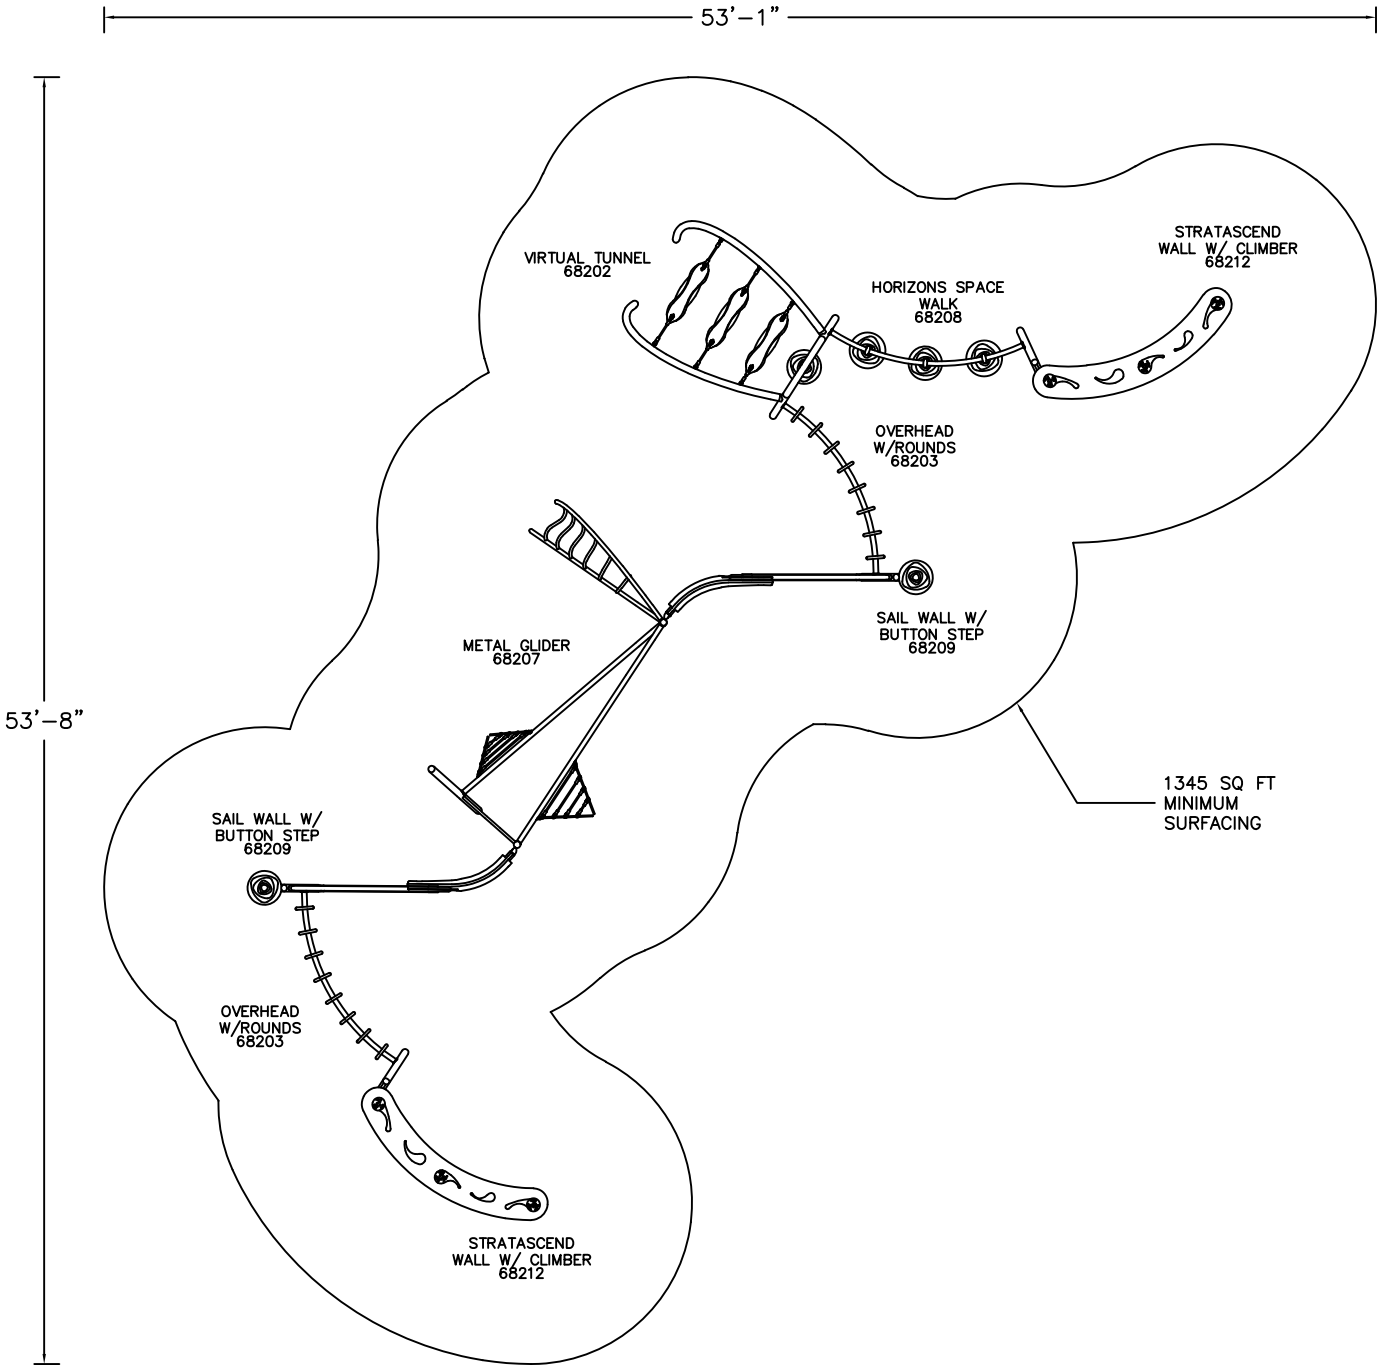 53'-1"
STRATASCEND
WALL W/ CLIMBER
68212
VIRTUAL TUNNEL
68202
HORIZONS SPACE
WALK
68208
OVERHEAD
W/ROUNDS
68203
SAIL WALL W/
BUTTON STEP
68209
METAL GLIDER
68207
53'-8"
1345 SQ FT
MINIMUM
SURFACING
SAIL WALL W/
BUTTON STEP
68209
OVERHEAD
W/ROUNDS
68203
STRATASCEND
WALL W/ CLIMBER
68212